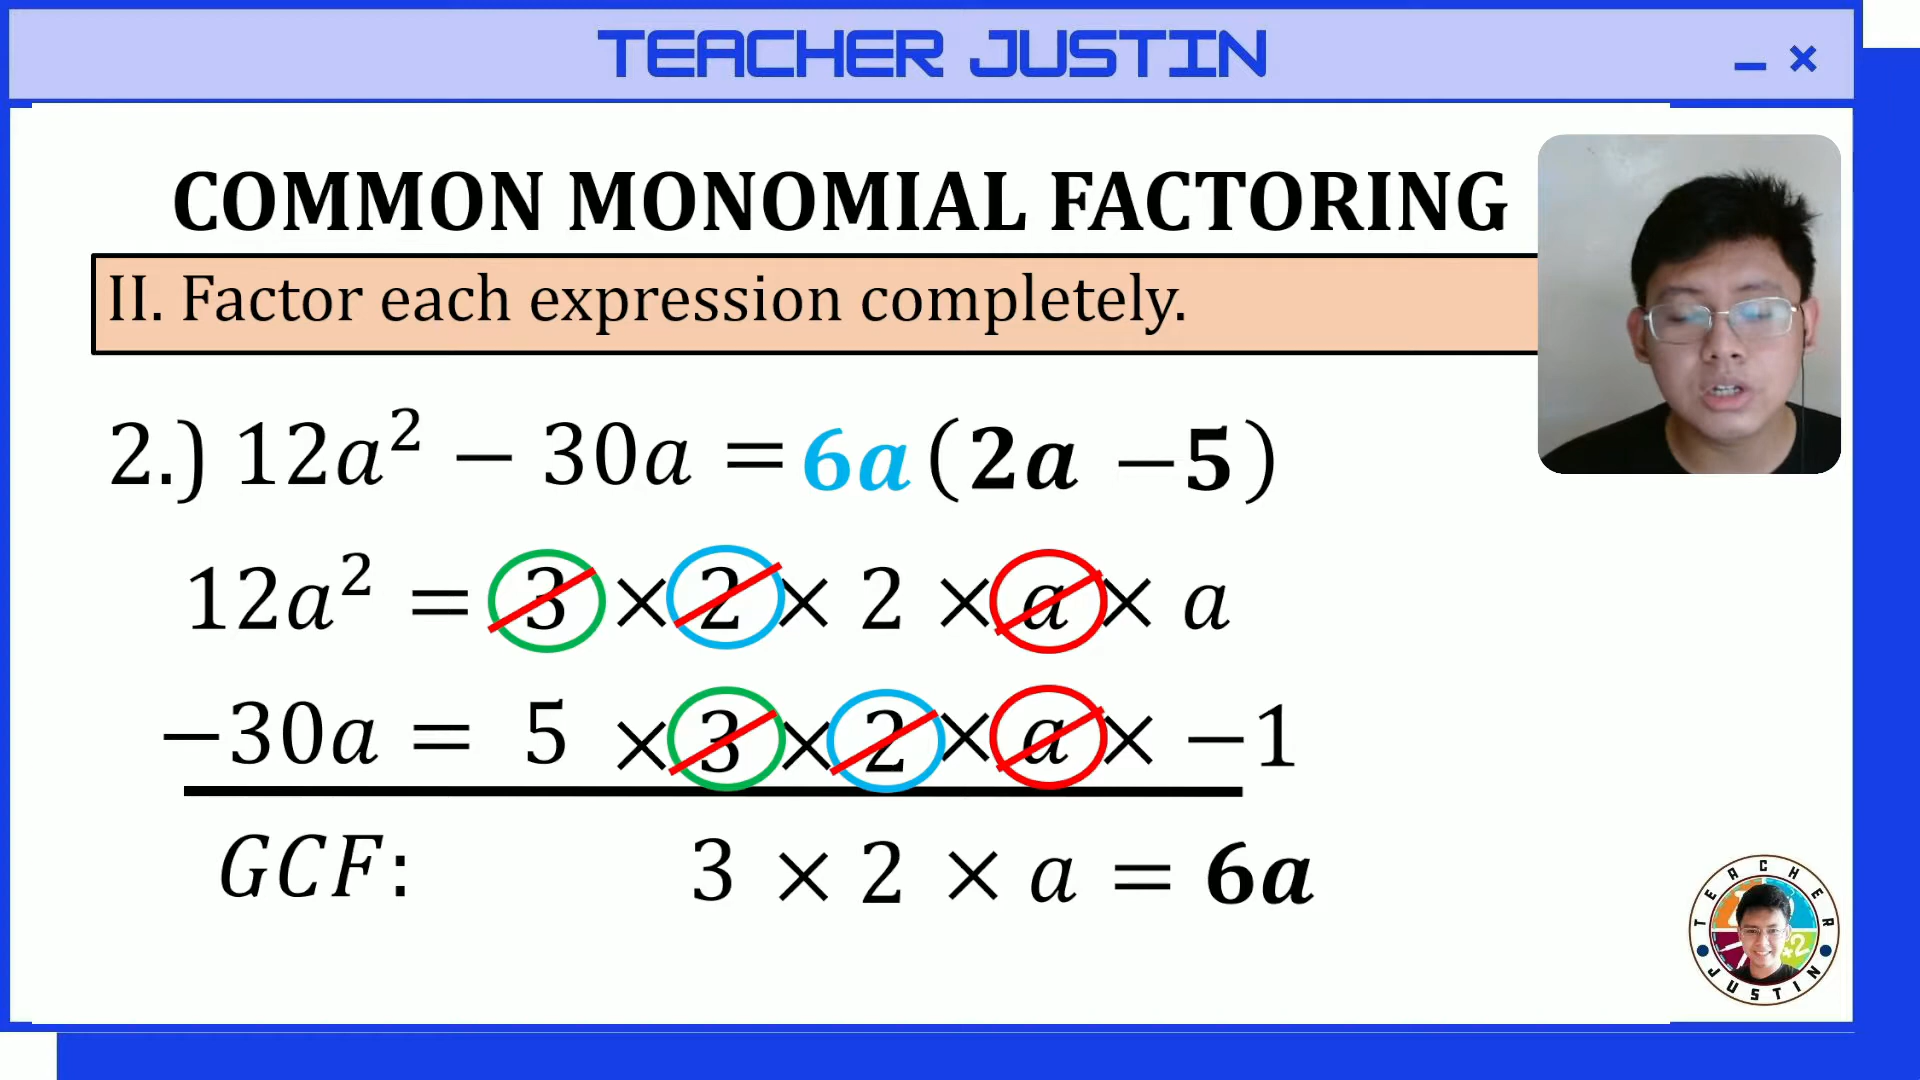 TEACHER JUSTIN
COMMON MONOMIAL FACTORING
II. Factor each expression completely.
2.) 12a² − 30a = 6a(2a − 5)
12a² = 3 × 2 × 2 × a × a
−30a = 5 × 3 × 2 × a × −1
GCF: 3 × 2 × a = 6a
TEACHER
JUSTIN